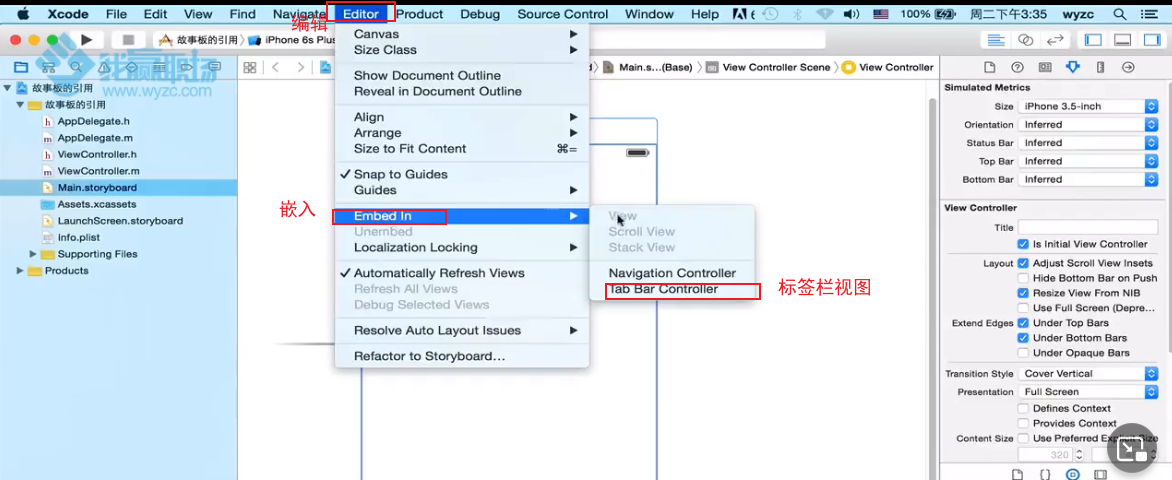 Xcode File Edit View Find Navigate Editor Product Debug Source Control Window Help 100% 周二下午3:35 wyzc
编辑
故事板的引用 iPhone 6s Plus
我赢职场
www.wyzc.com
Main.s...(Base) View Controller Scene View Controller
故事板的引用
故事板的引用
AppDelegate.h
AppDelegate.m
ViewController.h
ViewController.m
Main.storyboard
Assets.xcassets
LaunchScreen.storyboard
Info.plist
Supporting Files
Products
Canvas
Size Class
Show Document Outline
Reveal in Document Outline
Align
Arrange
Size to Fit Content ⌘=
Snap to Guides
Guides
嵌入
Embed In
Unembed
Localization Locking
Automatically Refresh Views
Refresh All Views
Debug Selected Views
Resolve Auto Layout Issues
Refactor to Storyboard…
View
Scroll View
Stack View
Navigation Controller
Tab Bar Controller
标签栏视图
Simulated Metrics
Size iPhone 3.5-inch
Orientation Inferred
Status Bar Inferred
Top Bar Inferred
Bottom Bar Inferred
View Controller
Title
Is Initial View Controller
Layout Adjust Scroll View Insets
Hide Bottom Bar on Push
Resize View From NIB
Use Full Screen (Depre...
Extend Edges Under Top Bars
Under Bottom Bars
Under Opaque Bars
Transition Style Cover Vertical
Presentation Full Screen
Defines Context
Provides Context
Content Size Use Preferred Explicit Size
320